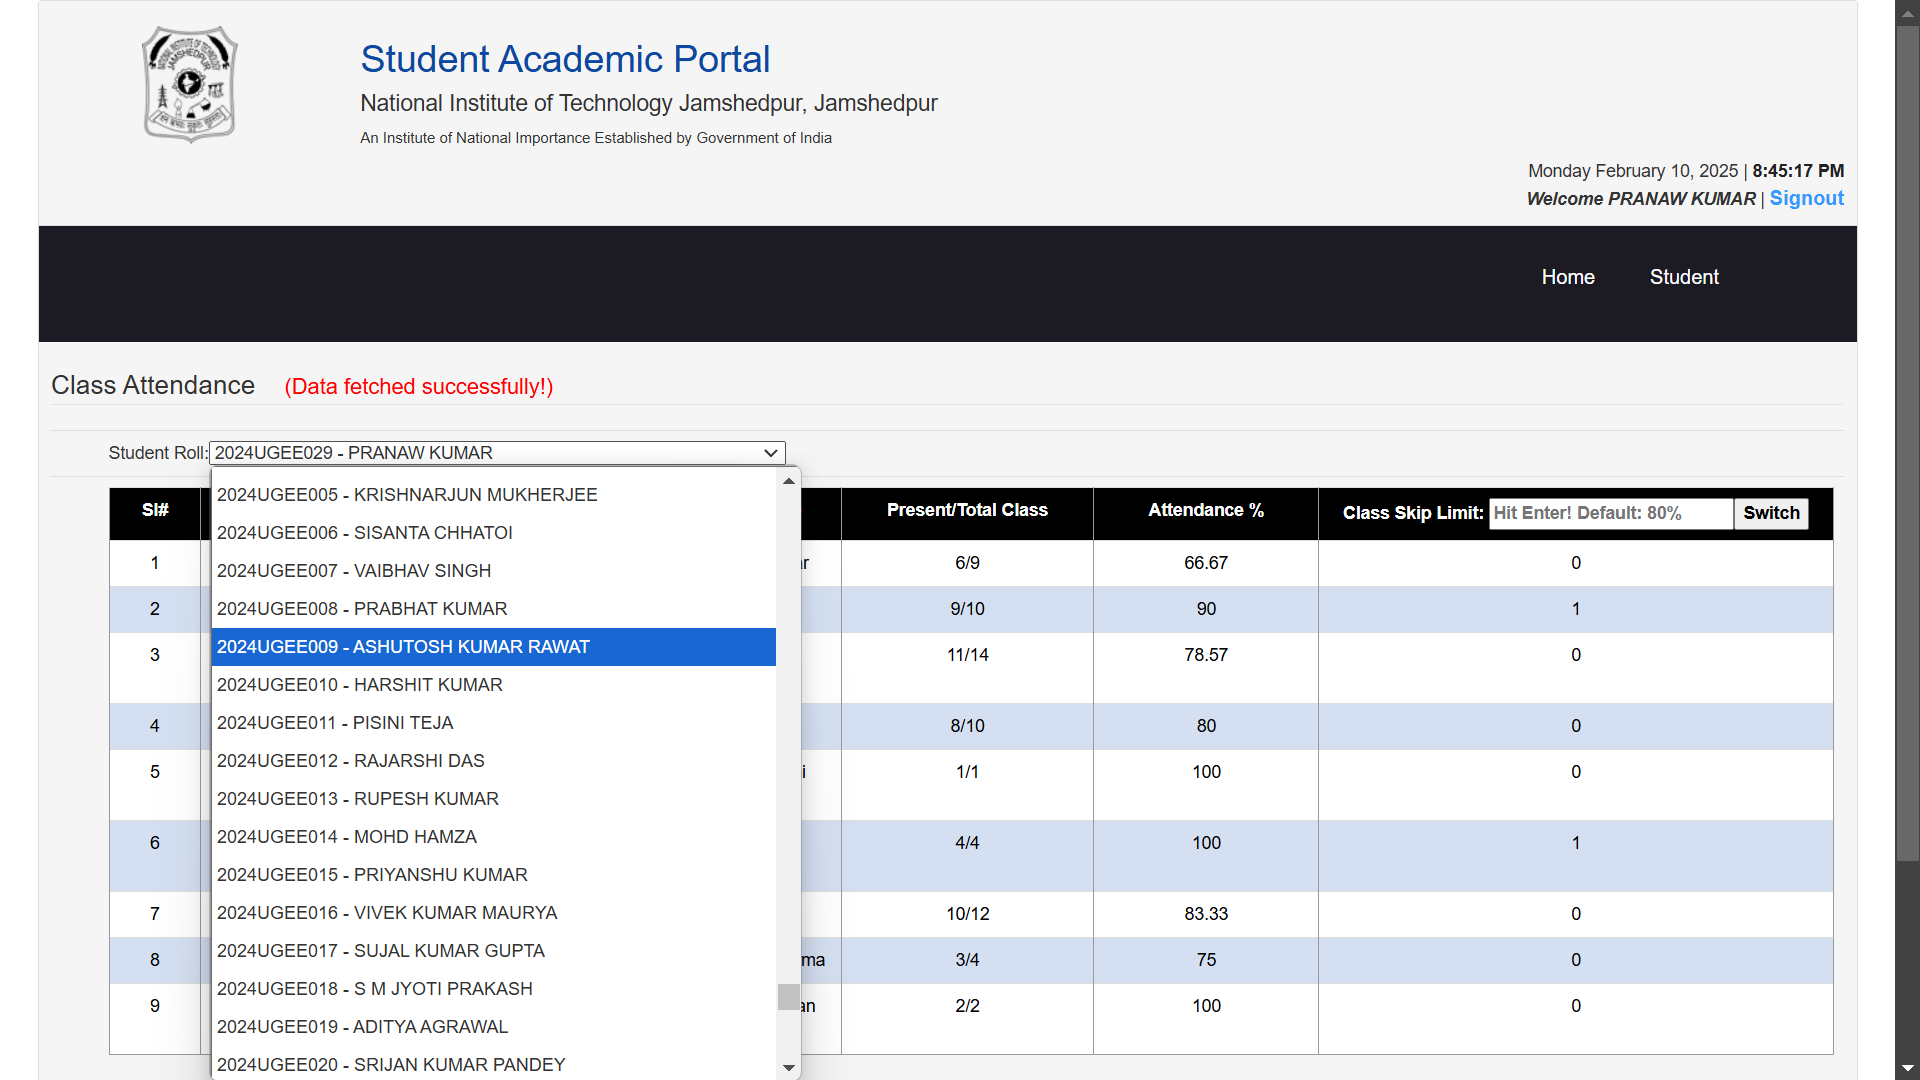 Student Academic Portal
National Institute of Technology Jamshedpur, Jamshedpur
An Institute of National Importance Established by Government of India
Monday February 10, 2025 | 8:45:17 PM
Welcome PRANAW KUMAR | Signout
Home Student
Class Attendance (Data fetched successfully!)
Student Roll: 2024UGEE029 - PRANAW KUMAR
2024UGEE005 - KRISHNARJUN MUKHERJEE
2024UGEE006 - SISANTA CHHATOI
2024UGEE007 - VAIBHAV SINGH
2024UGEE008 - PRABHAT KUMAR
2024UGEE009 - ASHUTOSH KUMAR RAWAT
2024UGEE010 - HARSHIT KUMAR
2024UGEE011 - PISINI TEJA
2024UGEE012 - RAJARSHI DAS
2024UGEE013 - RUPESH KUMAR
2024UGEE014 - MOHD HAMZA
2024UGEE015 - PRIYANSHU KUMAR
2024UGEE016 - VIVEK KUMAR MAURYA
2024UGEE017 - SUJAL KUMAR GUPTA
2024UGEE018 - S M JYOTI PRAKASH
2024UGEE019 - ADITYA AGRAWAL
2024UGEE020 - SRIJAN KUMAR PANDEY
Sl# Present/Total Class Attendance % Class Skip Limit: Hit Enter! Default: 80% Switch
1 6/9 66.67 0
2 9/10 90 1
3 11/14 78.57 0
4 8/10 80 0
5 1/1 100 0
6 4/4 100 1
7 10/12 83.33 0
8 3/4 75 0
9 2/2 100 0